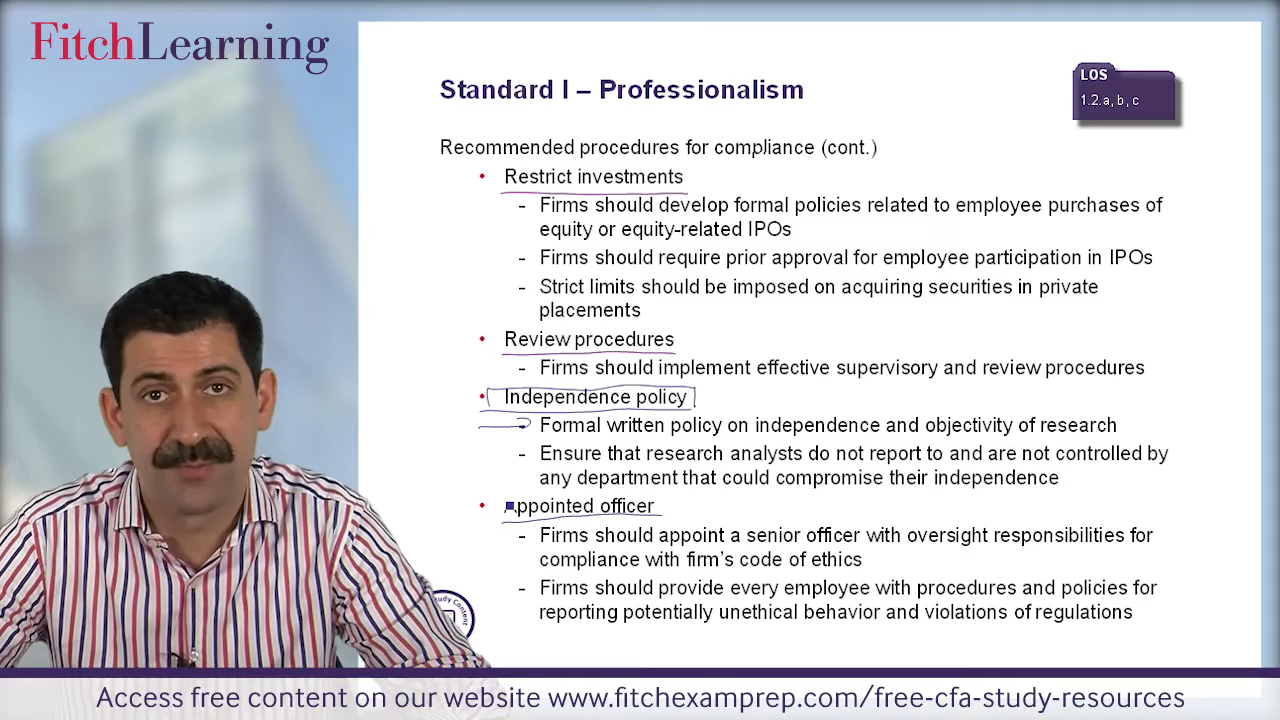 FitchLearning
Standard I – Professionalism
LOS
1.2.a, b, c
Recommended procedures for compliance (cont.)
• Restrict investments
- Firms should develop formal policies related to employee purchases of
equity or equity-related IPOs
- Firms should require prior approval for employee participation in IPOs
- Strict limits should be imposed on acquiring securities in private
placements
• Review procedures
- Firms should implement effective supervisory and review procedures
• Independence policy
- Formal written policy on independence and objectivity of research
- Ensure that research analysts do not report to and are not controlled by
any department that could compromise their independence
• Appointed officer
- Firms should appoint a senior officer with oversight responsibilities for
compliance with firm's code of ethics
- Firms should provide every employee with procedures and policies for
reporting potentially unethical behavior and violations of regulations
Content
Access free content on our website www.fitchexamprep.com/free-cfa-study-resources